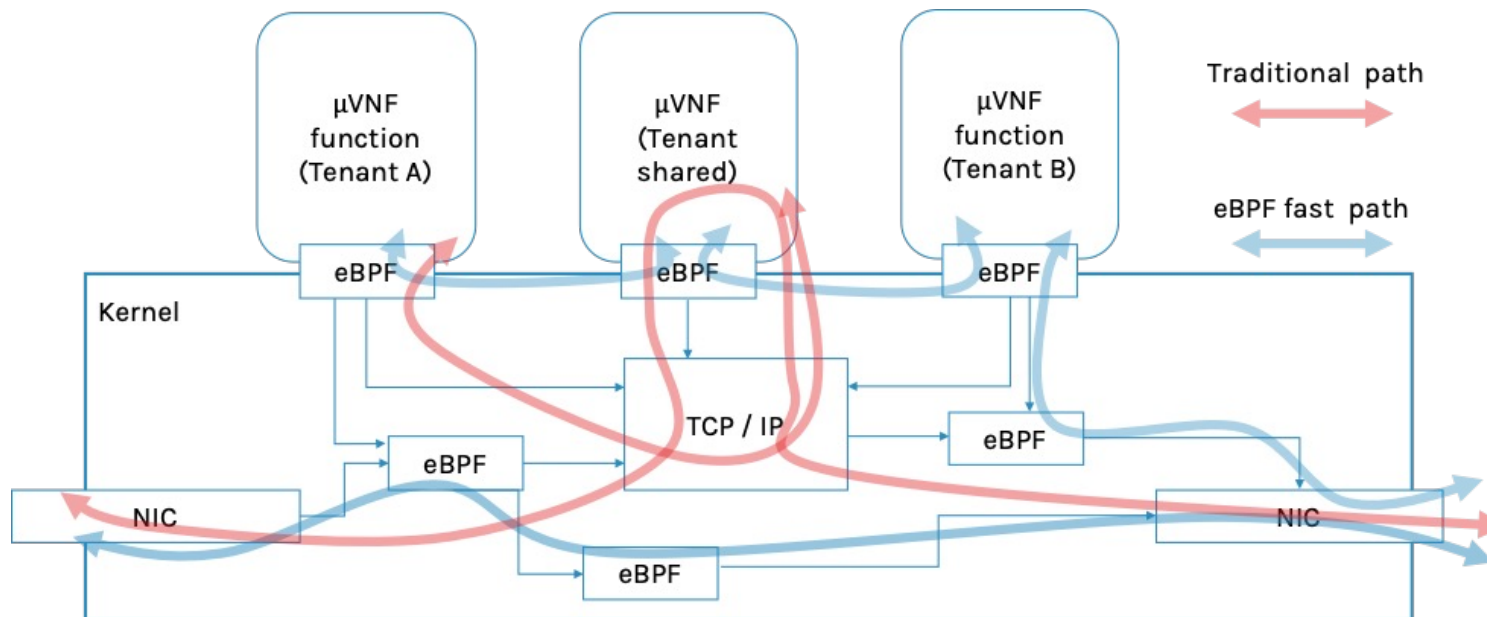 μVNF
function
(Tenant A)
μVNF
(Tenant
shared)
μVNF
function
(Tenant B)
Traditional path
eBPF fast path
eBPF
eBPF
eBPF
Kernel
TCP / IP
eBPF
eBPF
NIC
NIC
eBPF